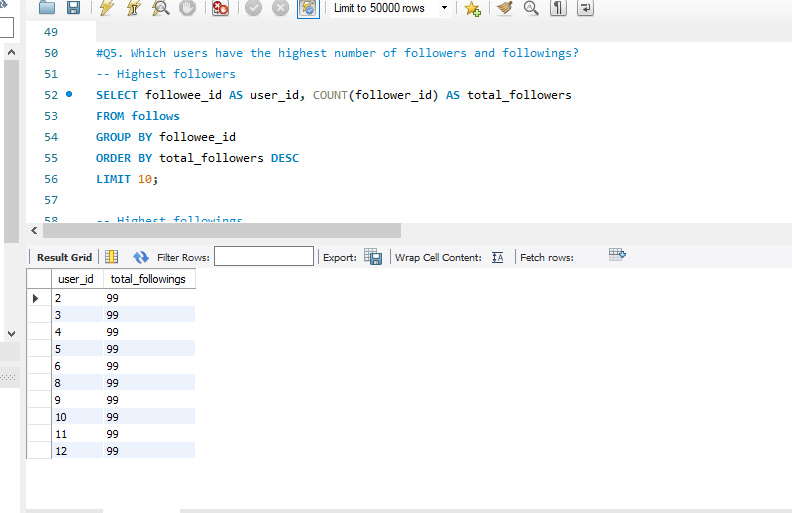 Limit to 50000 rows
49
50 #Q5. Which users have the highest number of followers and followings?
51 -- Highest followers
52 SELECT followee_id AS user_id, COUNT(follower_id) AS total_followers
53 FROM follows
54 GROUP BY followee_id
55 ORDER BY total_followers DESC
56 LIMIT 10;
57
58 -- Highest followings
Result Grid Filter Rows: Export: Wrap Cell Content: IA Fetch rows:
user_id total_followings
2 99
3 99
4 99
5 99
6 99
8 99
9 99
10 99
11 99
12 99